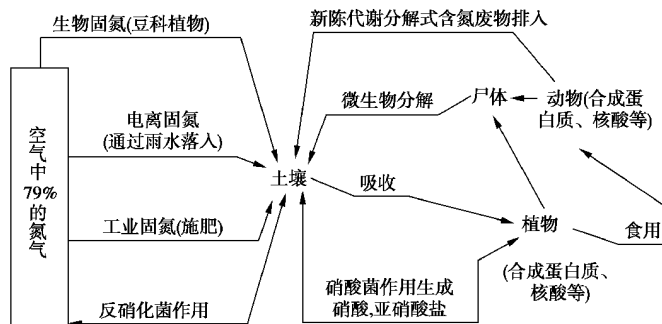 生物固氮(豆科植物)
新陈代谢分解式含氮废物排入
空气中79%的氮气
电离固氮
(通过雨水落入)
微生物分解
尸体
动物(合成蛋
白质、核酸等)
土壤
吸收
工业固氮(施肥)
植物
食用
(合成蛋白质、
核酸等)
硝酸菌作用生成
硝酸,亚硝酸盐
反硝化菌作用